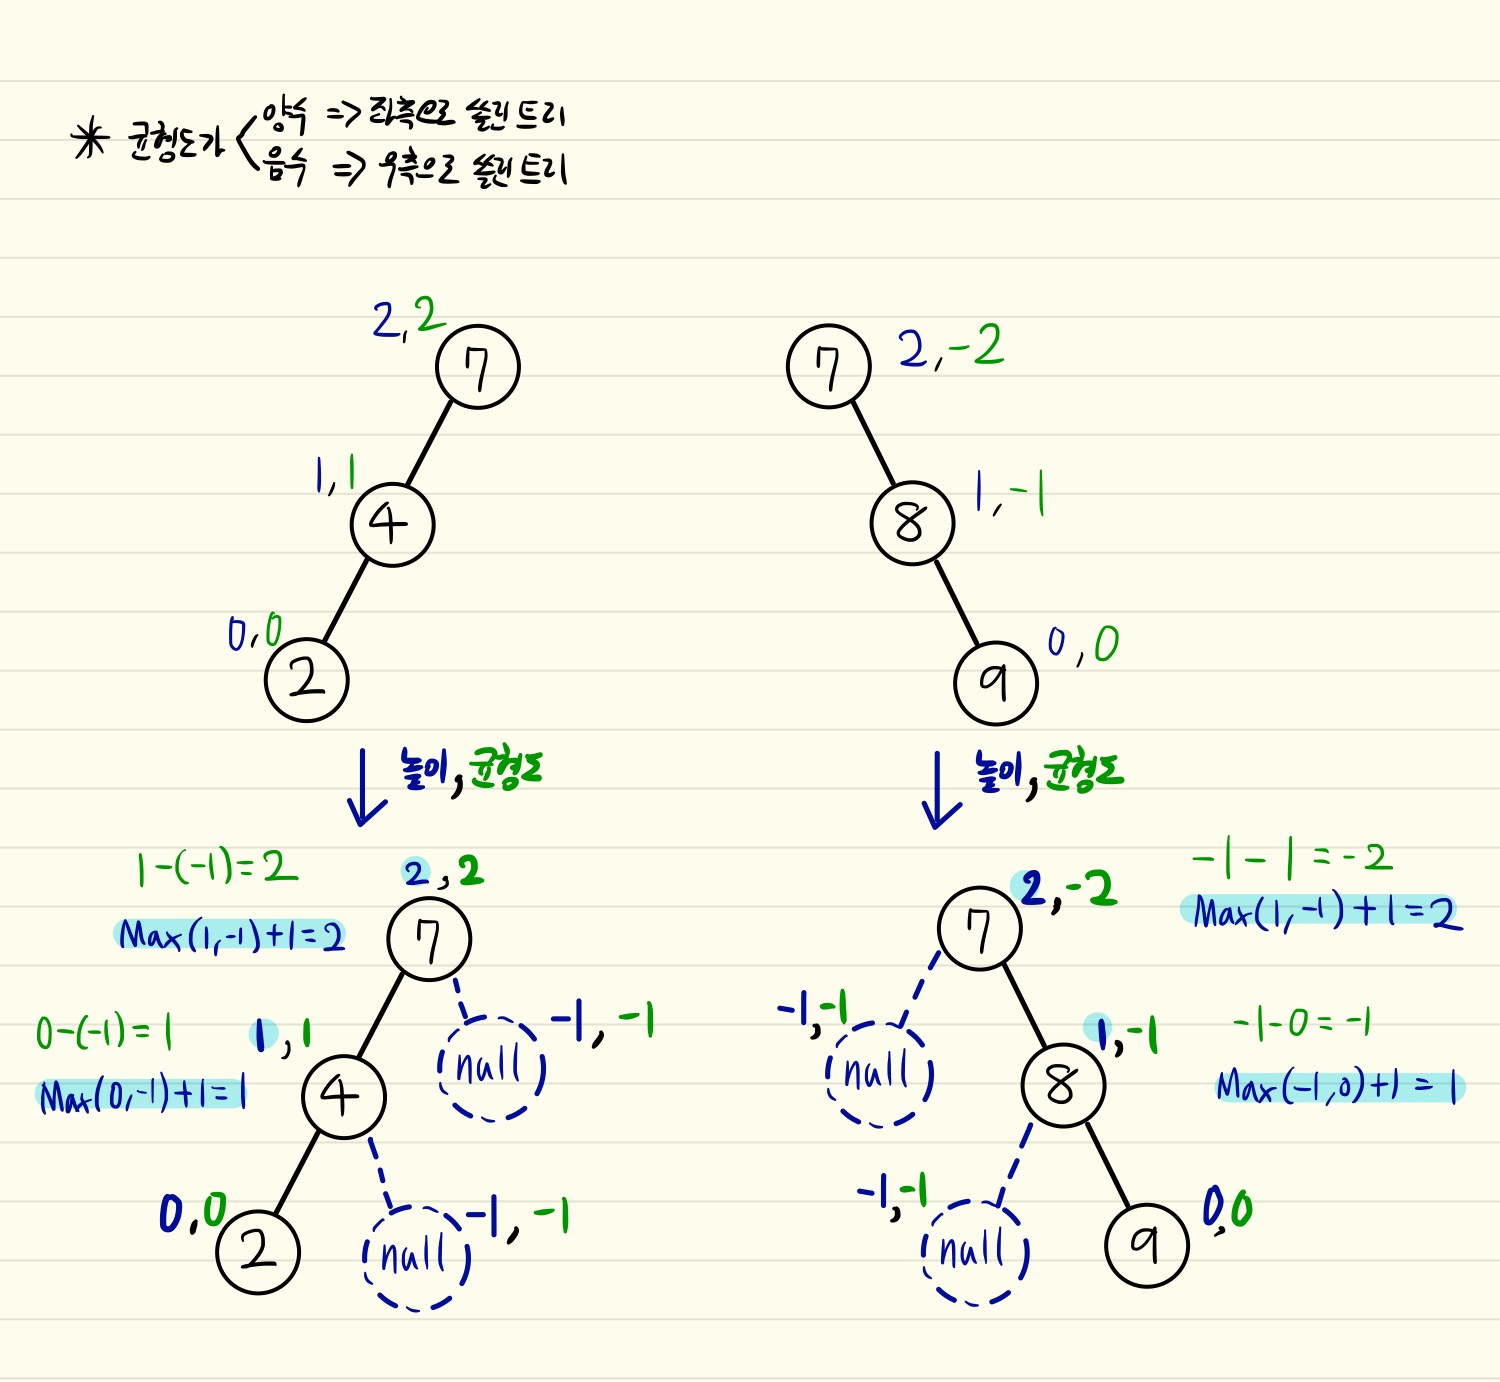 * 균형도가 양수 => 좌측으로 쏠린 트리
음수 => 우측으로 쏠린 트리
2, 2
7
1, 1
4
0, 0
2
7
2, -2
8
1, -1
9
0, 0
높이, 균형도
높이, 균형도
1-(-1)=2
Max(1,-1)+1=2
2, 2
7
0-(-1)=1
Max(0,-1)+1=1
1, 1
4
null
-1, -1
0, 0
2
null
-1, -1
7
2, -2
-1-1=-2
Max(1,-1)+1=2
-1, -1
null
8
1, -1
-1-0=-1
Max(-1,0)+1=1
-1, -1
null
9
0, 0